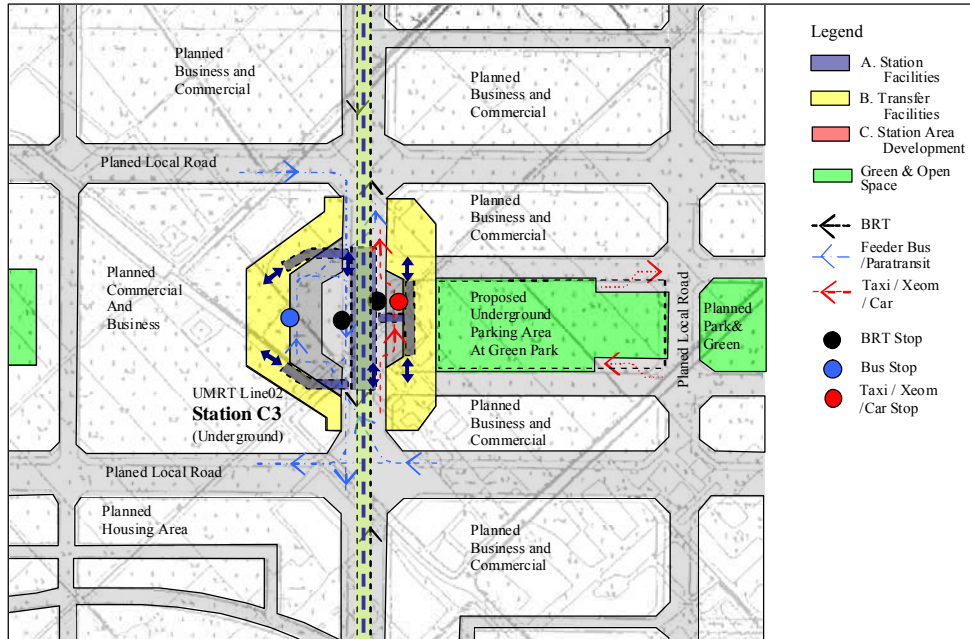 Planned
Business and
Commercial
Planned
Business and
Commercial
Planed Local Road
Planned
Business and
Commercial
Planned
Commercial
And
Business
Proposed
Underground
Parking Area
At Green Park
Planned Local Road
Planned
Park&
Green
UMRT Line02
Station C3
(Underground)
Planned
Business and
Commercial
Planed Local Road
Planned
Housing Area
Planned
Business and
Commercial
Legend
A. Station
Facilities
B. Transfer
Facilities
C. Station Area
Development
Green & Open
Space
BRT
Feeder Bus
/Paratransit
Taxi / Xeom
/ Car
BRT Stop
Bus Stop
Taxi / Xeom
/Car Stop